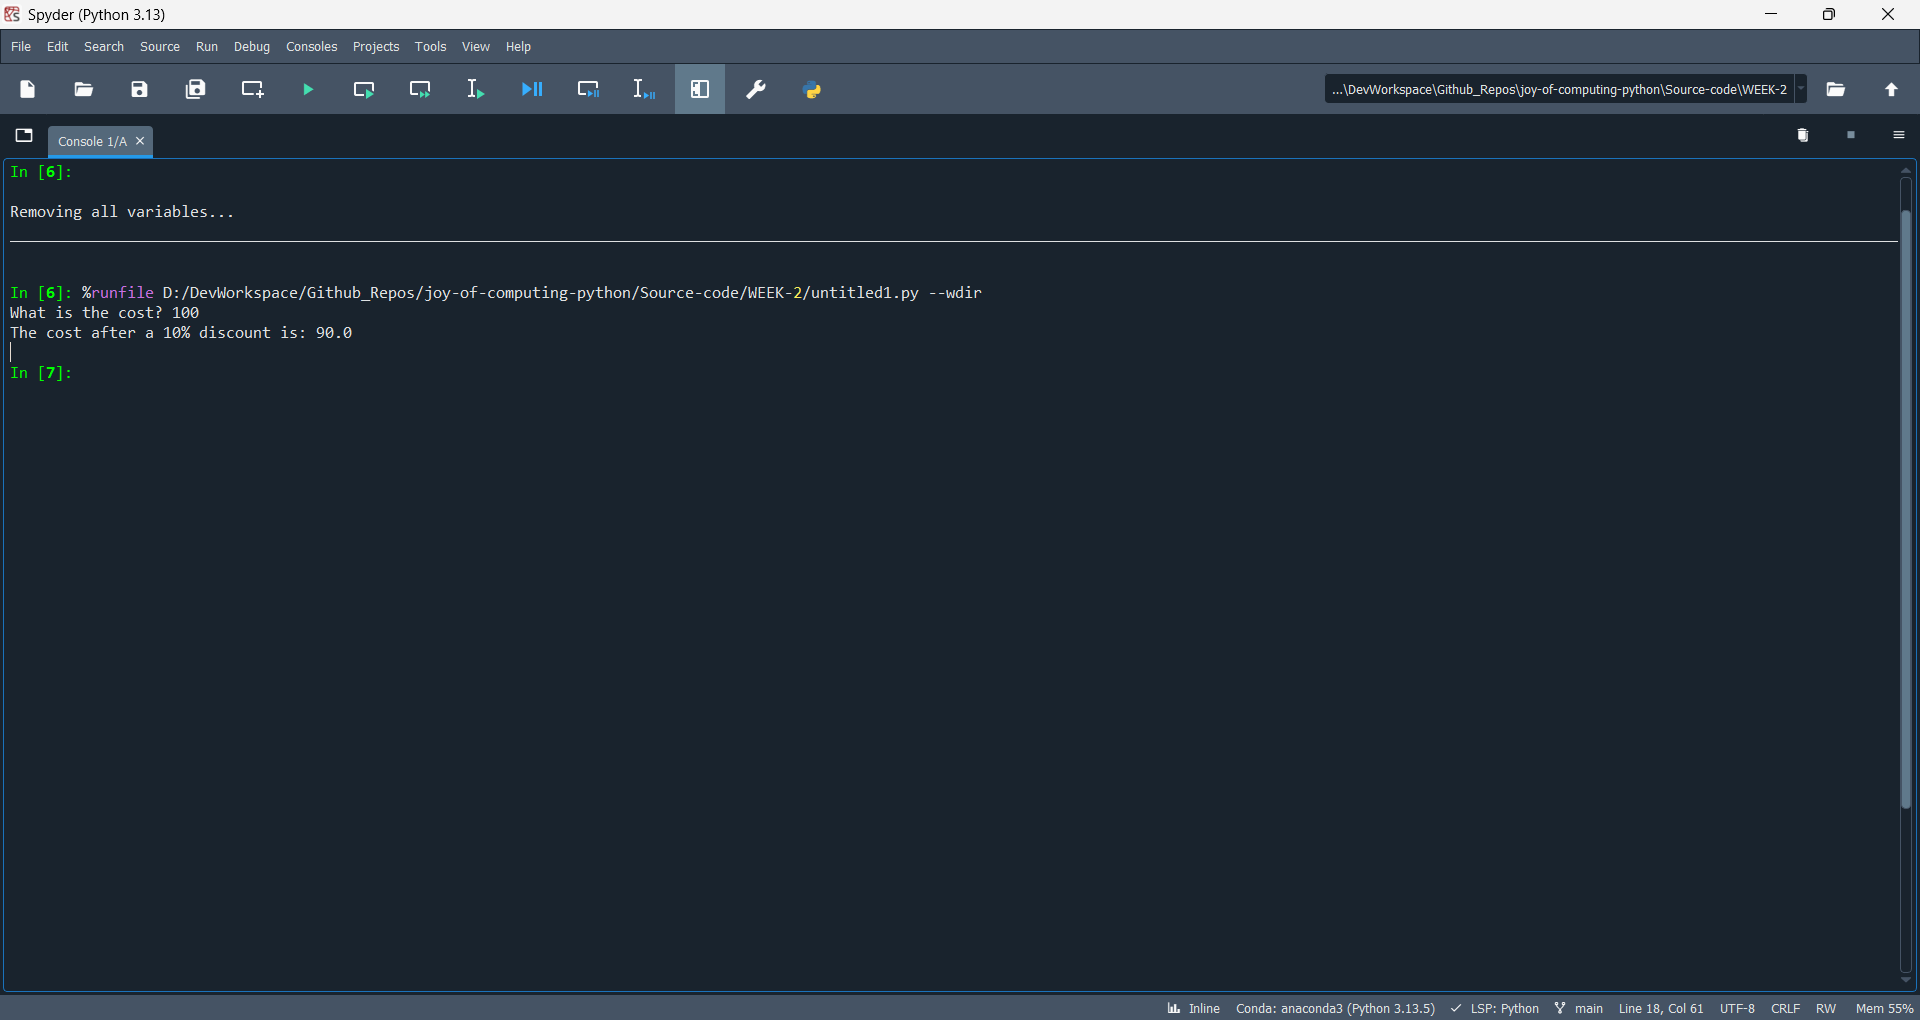 Spyder (Python 3.13)
File Edit Search Source Run Debug Consoles Projects Tools View Help
...\DevWorkspace\Github_Repos\joy-of-computing-python\Source-code\WEEK-2
Console 1/A
In [6]:
Removing all variables...
In [6]: %runfile D:/DevWorkspace/Github_Repos/joy-of-computing-python/Source-code/WEEK-2/untitled1.py --wdir
What is the cost? 100
The cost after a 10% discount is: 90.0
In [7]:
Inline Conda: anaconda3 (Python 3.13.5) LSP: Python main Line 18, Col 61 UTF-8 CRLF RW Mem 55%